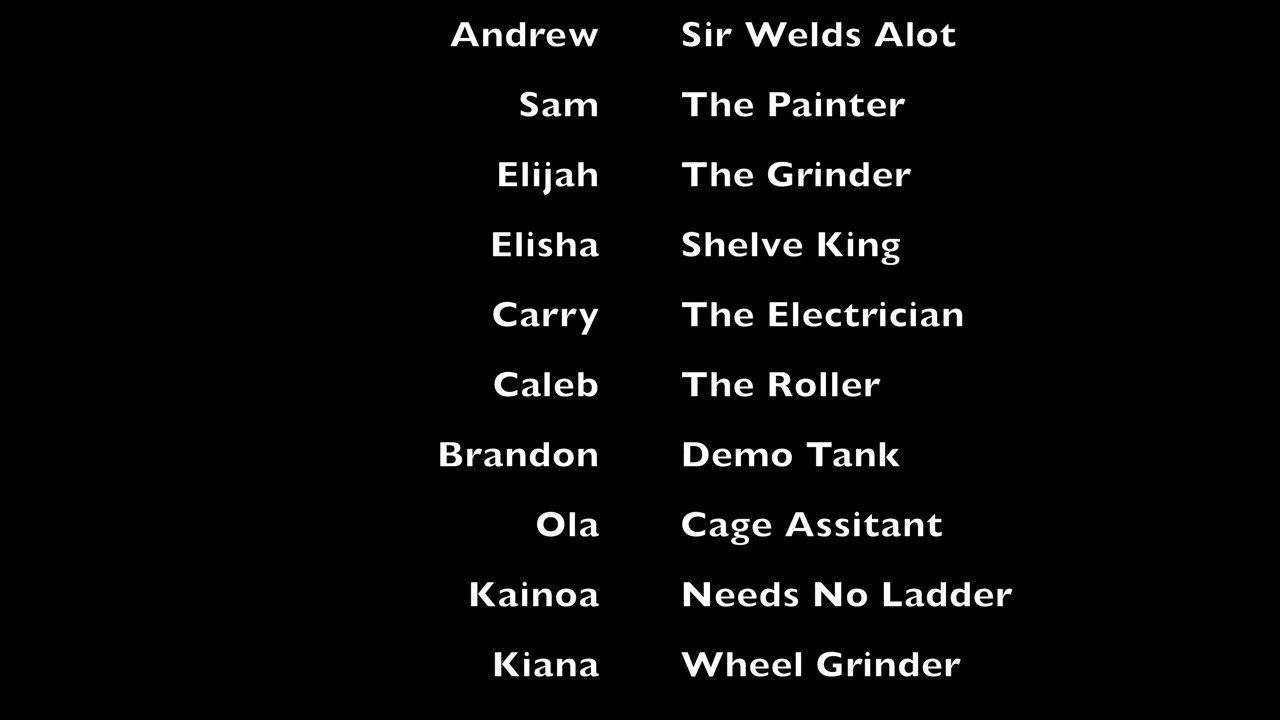 Andrew Sir Welds Alot
Sam The Painter
Elijah The Grinder
Elisha Shelve King
Carry The Electrician
Caleb The Roller
Brandon Demo Tank
Ola Cage Assitant
Kainoa Needs No Ladder
Kiana Wheel Grinder